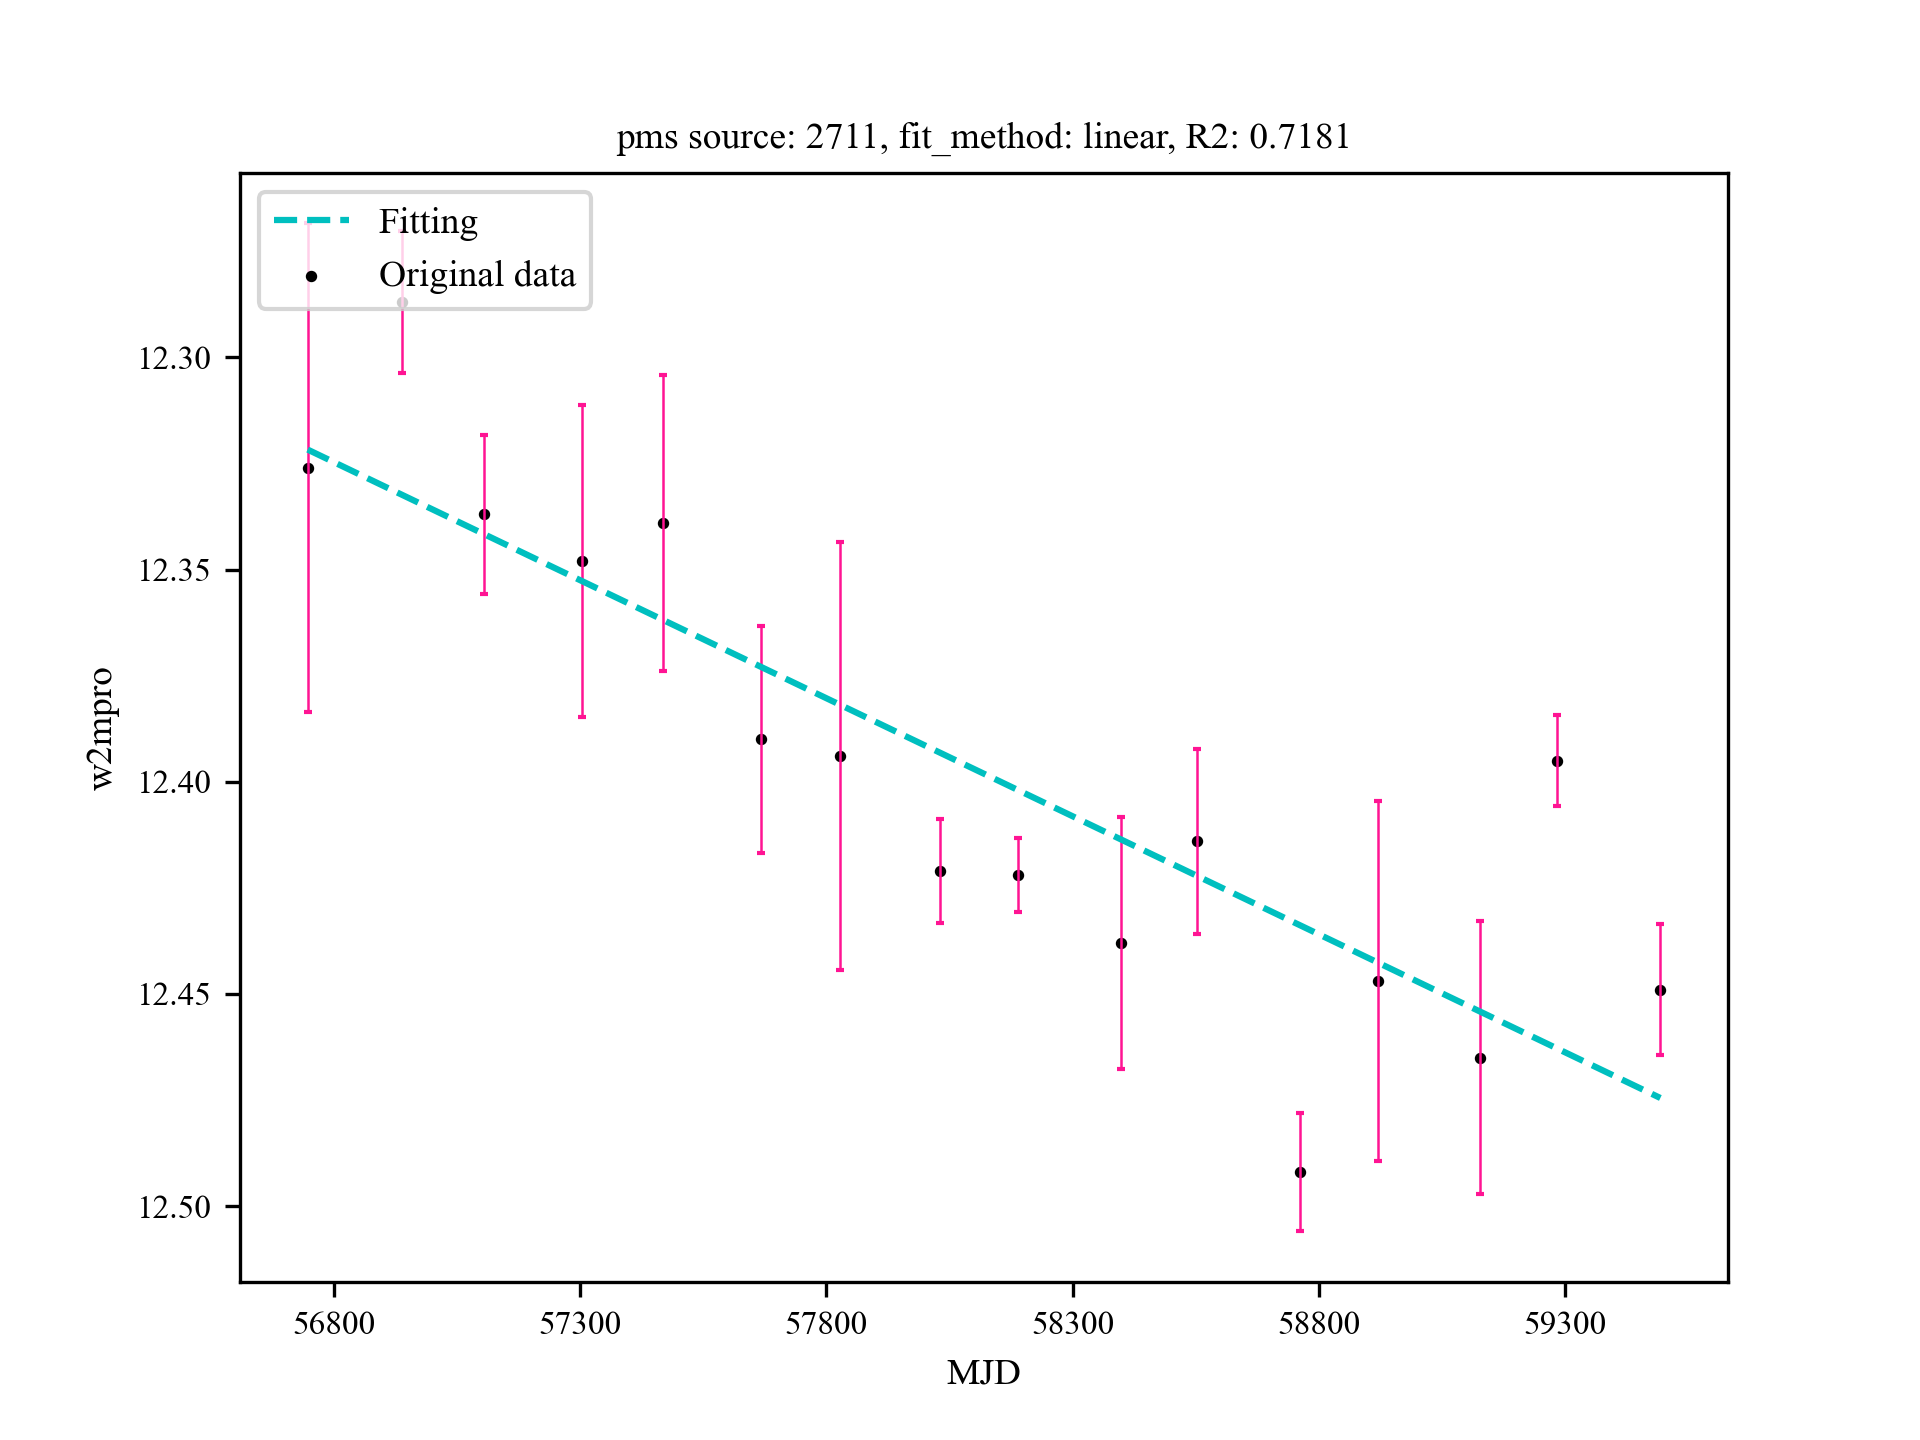 pms source: 2711, fit_method: linear, R2: 0.7181
Fitting
Original data
12.30
12.35
12.40
12.45
12.50
w2mpro
56800 57300 57800 58300 58800 59300
MJD